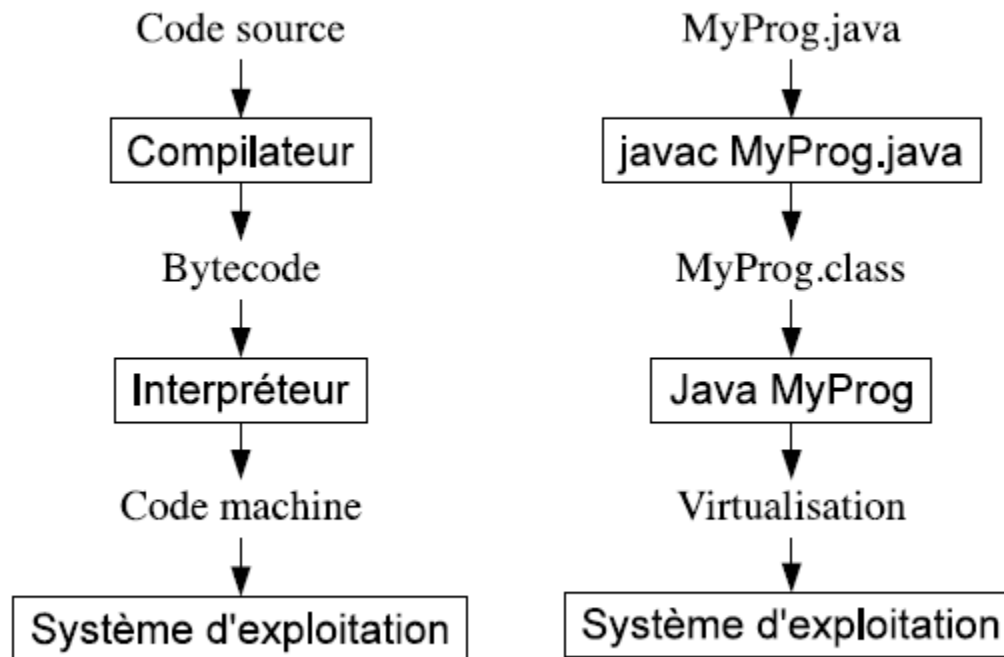 Code source
Compilateur
Bytecode
Interpréteur
Code machine
Système d'exploitation
MyProg.java
javac MyProg.java
MyProg.class
Java MyProg
Virtualisation
Système d'exploitation